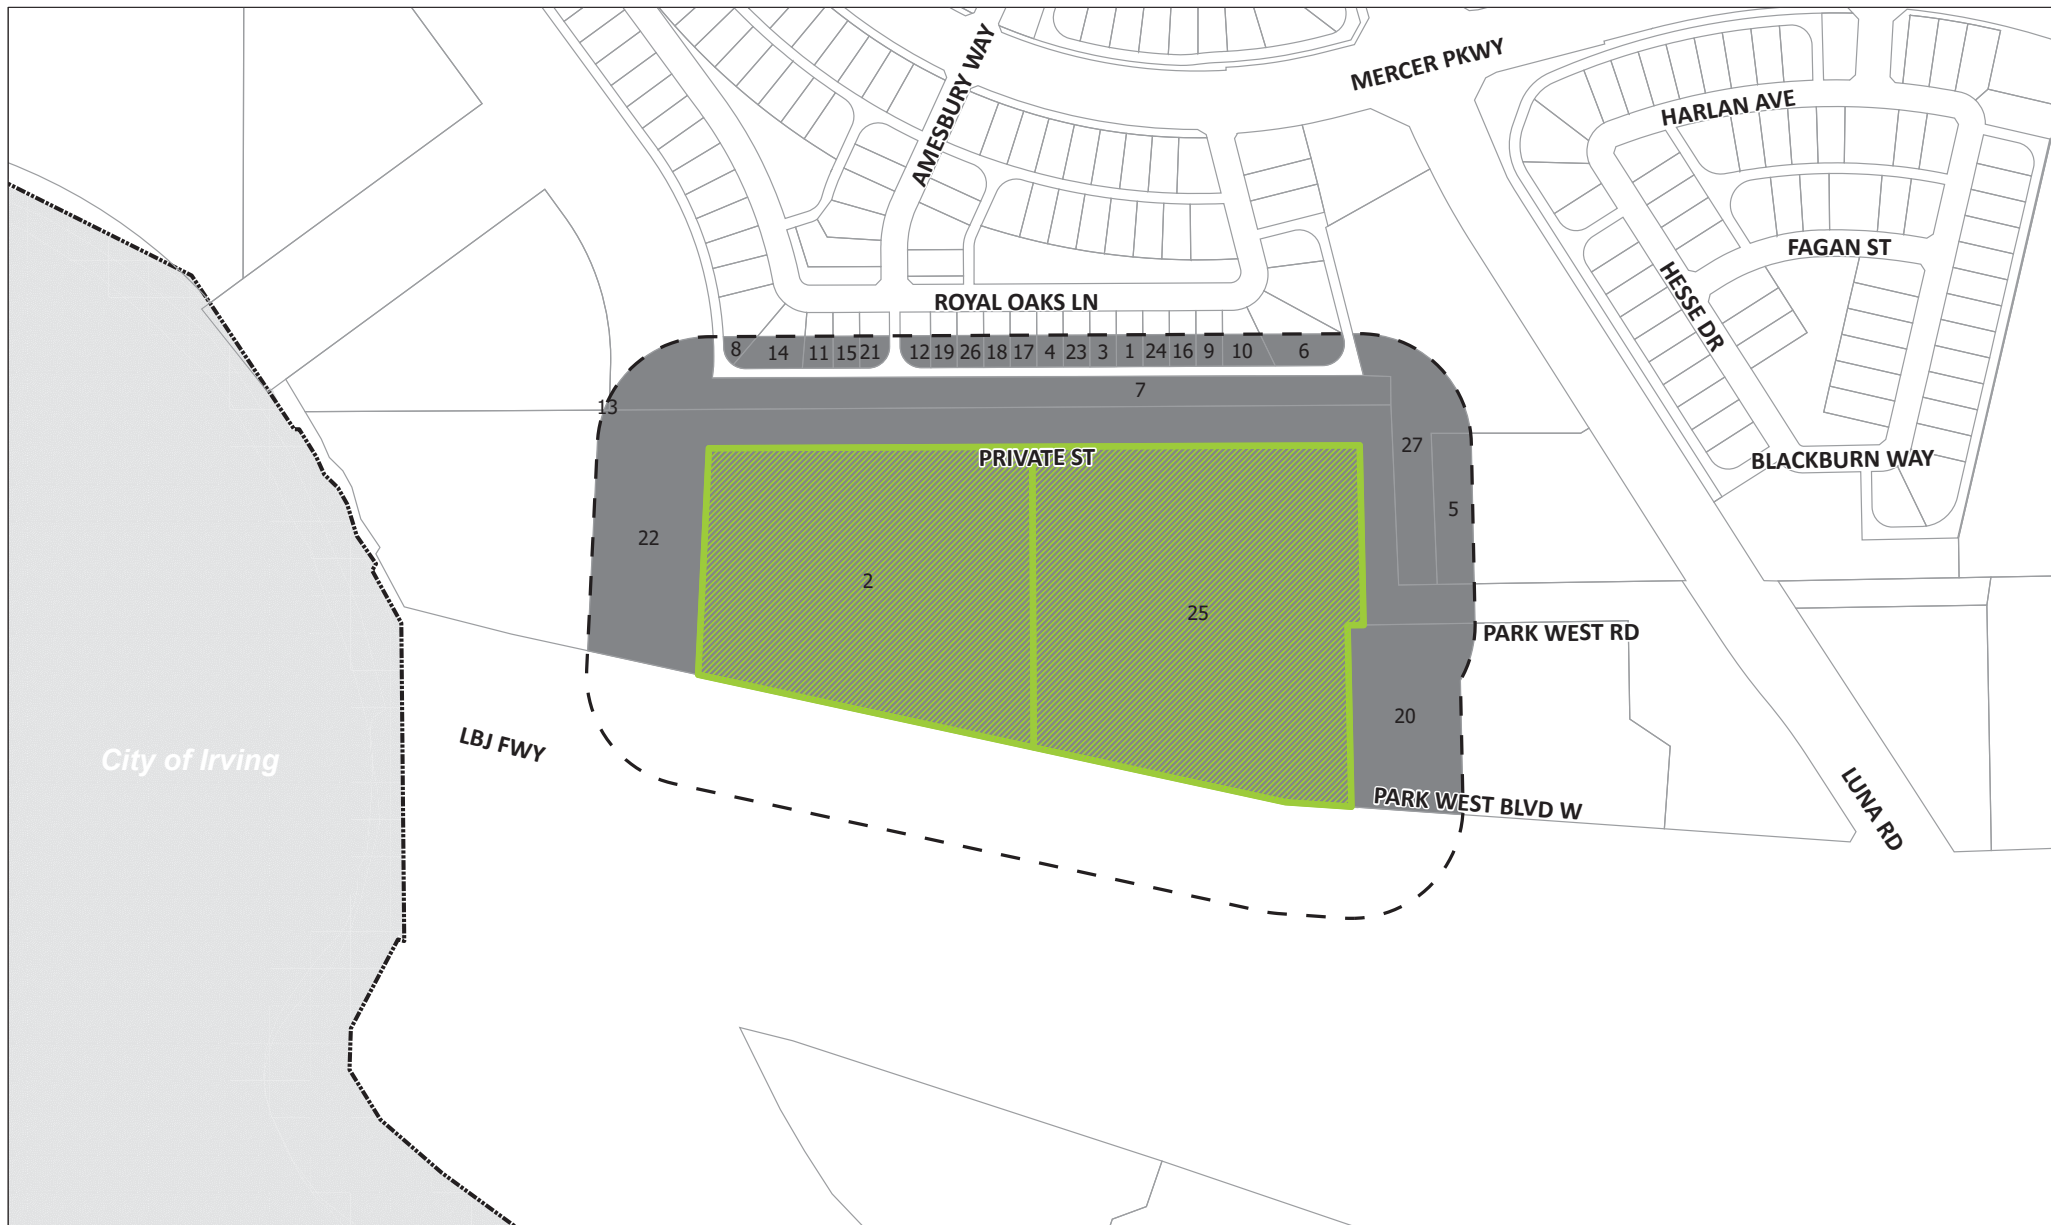 AMESBURY WAY
MERCER PKWY
HARLAN AVE
FAGAN ST
HESSE DR
ROYAL OAKS LN
8
14
11
15
21
12
19
26
18
17
4
23
3
1
24
16
9
10
6
7
13
27
PRIVATE ST
BLACKBURN WAY
5
22
2
25
PARK WEST RD
20
LBJ FWY
City of Irving
PARK WEST BLVD W
LUNA RD